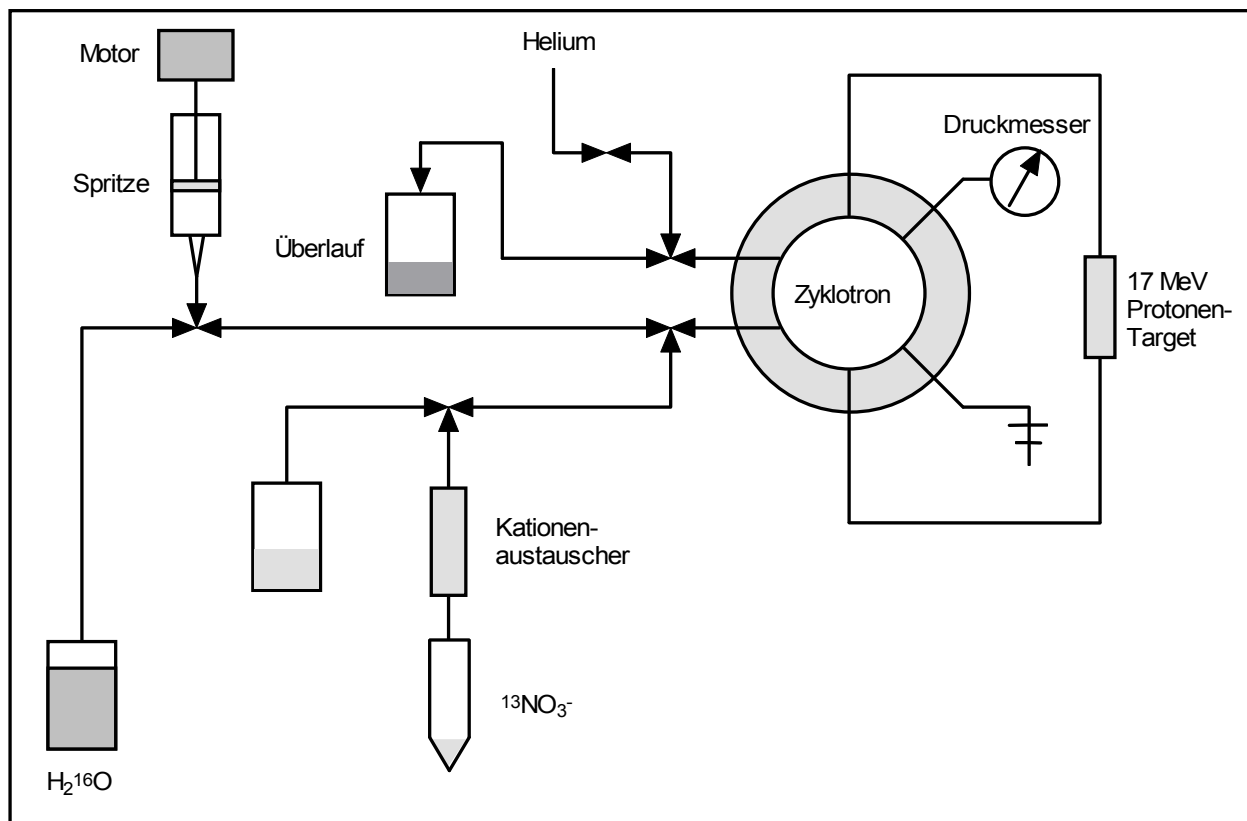 Motor
Helium
Druckmesser
Spritze
Überlauf
Zyklotron
17 MeV
Protonen-
Target
Kationen-
austauscher
¹³NO₃⁻
H₂¹⁶O